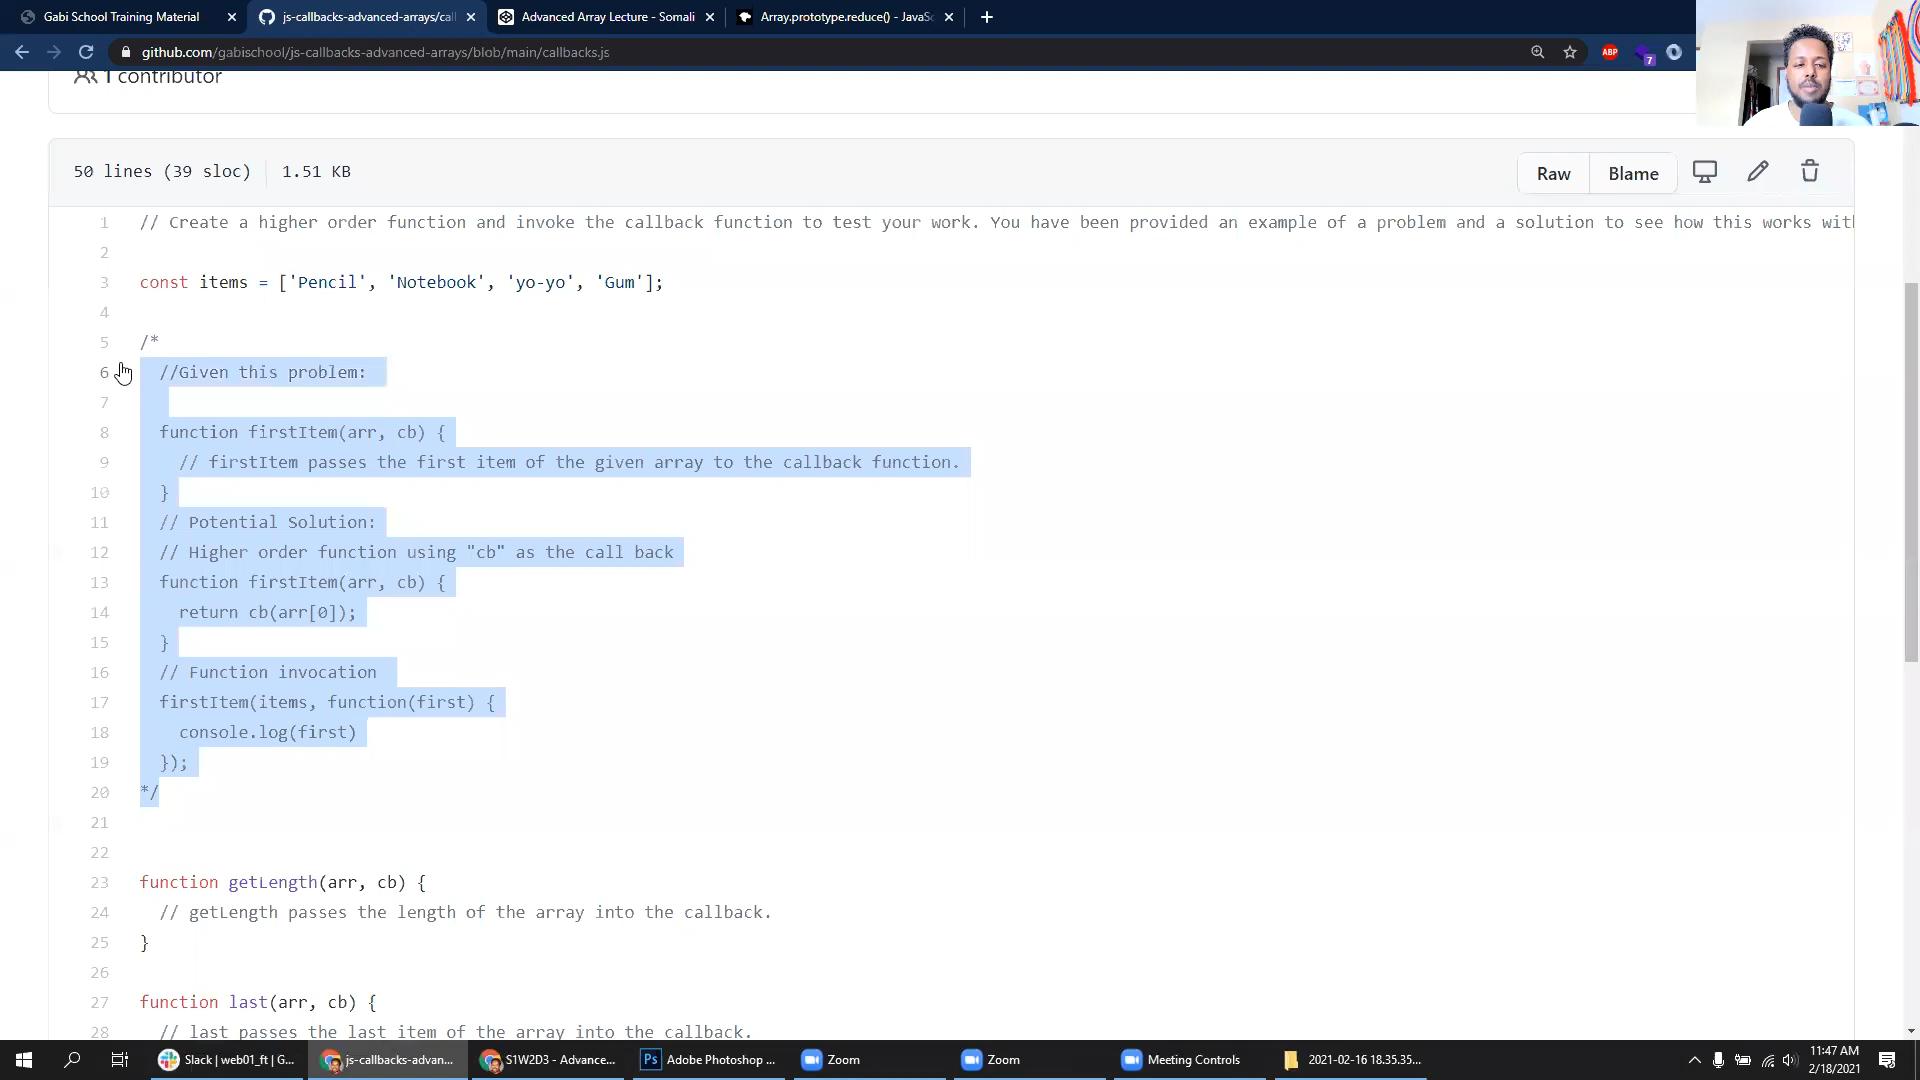 Gabi School Training Material
js-callbacks-advanced-arrays/call
Advanced Array Lecture - Somali
Array.prototype.reduce() - JavaSc
github.com/gabischool/js-callbacks-advanced-arrays/blob/main/callbacks.js
ABP
7
1 contributor
50 lines (39 sloc)
1.51 KB
Raw
Blame
1 // Create a higher order function and invoke the callback function to test your work. You have been provided an example of a problem and a solution to see how this works with
2
3 const items = ['Pencil', 'Notebook', 'yo-yo', 'Gum'];
4
5 /*
6 //Given this problem:
7
8 function firstItem(arr, cb) {
9 // firstItem passes the first item of the given array to the callback function.
10 }
11 // Potential Solution:
12 // Higher order function using "cb" as the call back
13 function firstItem(arr, cb) {
14 return cb(arr[0]);
15 }
16 // Function invocation
17 firstItem(items, function(first) {
18 console.log(first)
19 });
20 */
21
22
23 function getLength(arr, cb) {
24 // getLength passes the length of the array into the callback.
25 }
26
27 function last(arr, cb) {
28 // last passes the last item of the array into the callback.
Slack | web01_ft | G...
js-callbacks-advan...
S1W2D3 - Advance...
Ps
Adobe Photoshop ...
Zoom
Zoom
Meeting Controls
2021-02-16 18.35.35...
11:47 AM
2/18/2021